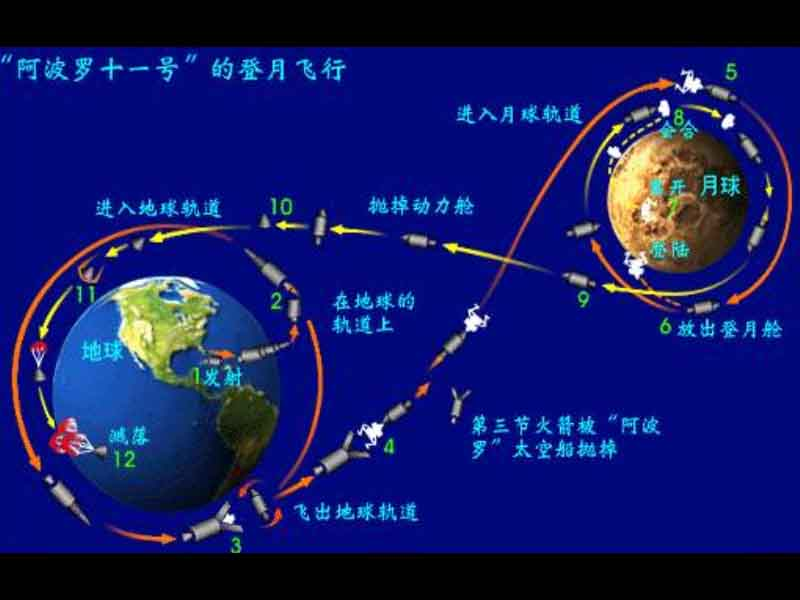 “阿波罗十一号”的登月飞行
5
进入月球轨道
8
会合
离开
月球
7
登陆
进入地球轨道
10
抛掉动力舱
11
2
在地球的
轨道上
9
6
放出登月舱
地球
1
发射
4
第三节火箭被“阿波
罗”太空船抛掉
溅落
12
飞出地球轨道
3